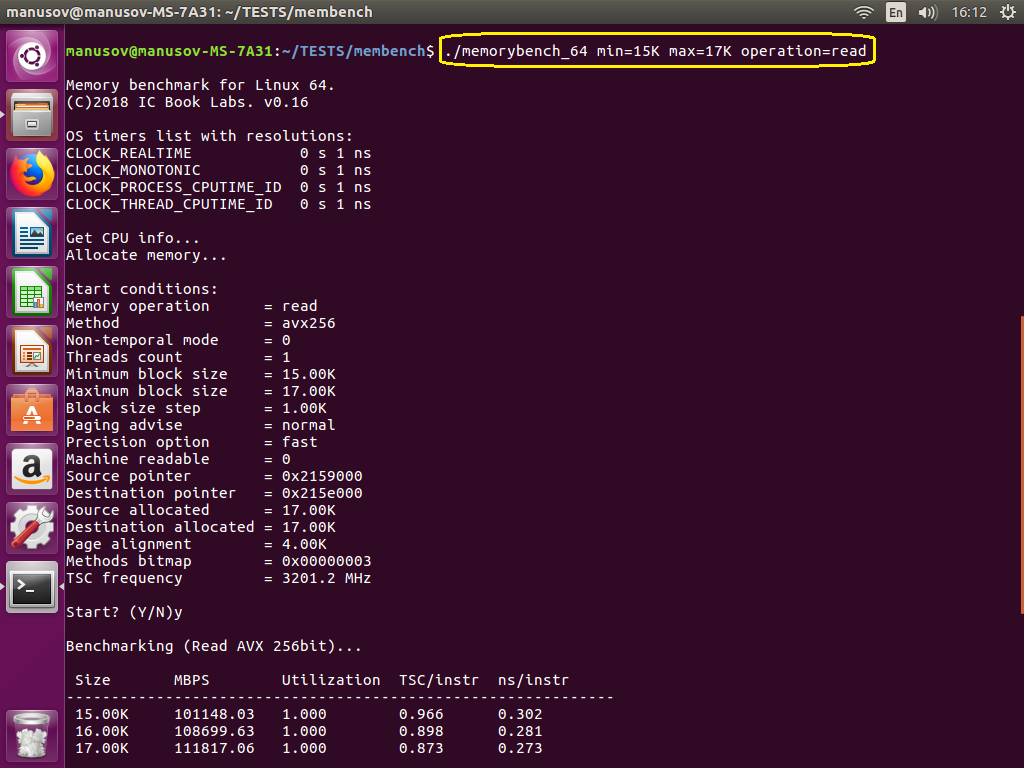 manusov@manusov-MS-7A31: ~/TESTS/membench En 16:12
manusov@manusov-MS-7A31:~/TESTS/membench$ ./memorybench_64 min=15K max=17K operation=read
Memory benchmark for Linux 64.
(C)2018 IC Book Labs. v0.16
OS timers list with resolutions:
CLOCK_REALTIME 0 s 1 ns
CLOCK_MONOTONIC 0 s 1 ns
CLOCK_PROCESS_CPUTIME_ID 0 s 1 ns
CLOCK_THREAD_CPUTIME_ID 0 s 1 ns
Get CPU info...
Allocate memory...
Start conditions:
Memory operation = read
Method = avx256
Non-temporal mode = 0
Threads count = 1
Minimum block size = 15.00K
Maximum block size = 17.00K
Block size step = 1.00K
Paging advise = normal
Precision option = fast
Machine readable = 0
Source pointer = 0x2159000
Destination pointer = 0x215e000
Source allocated = 17.00K
Destination allocated = 17.00K
Page alignment = 4.00K
Methods bitmap = 0x00000003
TSC frequency = 3201.2 MHz
Start? (Y/N)y
Benchmarking (Read AVX 256bit)...
Size MBPS Utilization TSC/instr ns/instr
-------------------------------------------------------------
15.00K 101148.03 1.000 0.966 0.302
16.00K 108699.63 1.000 0.898 0.281
17.00K 111817.06 1.000 0.873 0.273